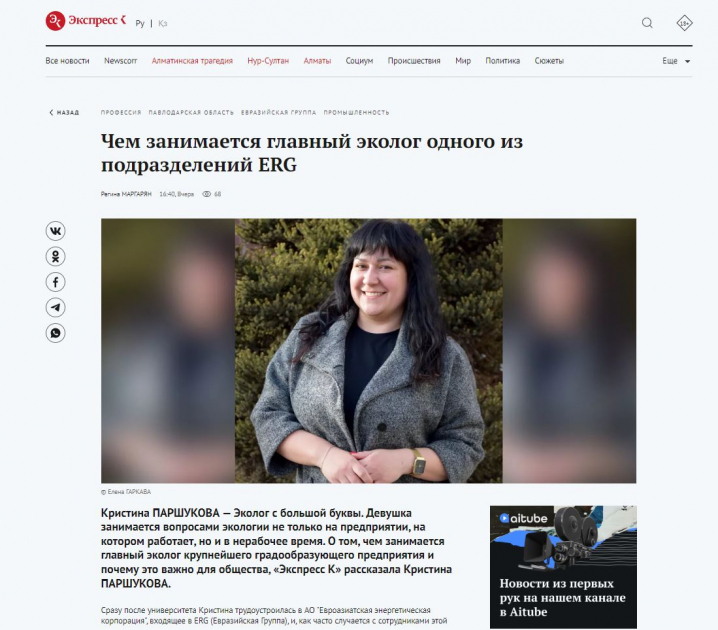 Экспресс К
Ру | Қз
18+
Все новости Newscorr Алматинская трагедия Нур-Султан Алматы Социум Происшествия Мир Политика Сюжеты Еще
НАЗАД
ПРОФЕССИЯ ПАВЛОДАРСКАЯ ОБЛАСТЬ ЕВРАЗИЙСКАЯ ГРУППА ПРОМЫШЛЕННОСТЬ
Чем занимается главный эколог одного из
подразделений ERG
Регина МАРГАРЯН 16:40, Вчера 68
© Елена ГАРКАВА
Кристина ПАРШУКОВА — Эколог с большой буквы. Девушка
занимается вопросами экологии не только на предприятии, на
котором работает, но и в нерабочее время. О том, чем занимается
главный эколог крупнейшего градообразующего предприятия и
почему это важно для общества, «Экспресс К» рассказала Кристина
ПАРШУКОВА.
Сразу после университета Кристина трудоустроилась в АО "Евроазиатская энергетическая
корпорация", входящее в ERG (Евразийская Группа), и, как часто случается с сотрудниками этой
aitube
Новости из первых
рук на нашем канале
в Aitube